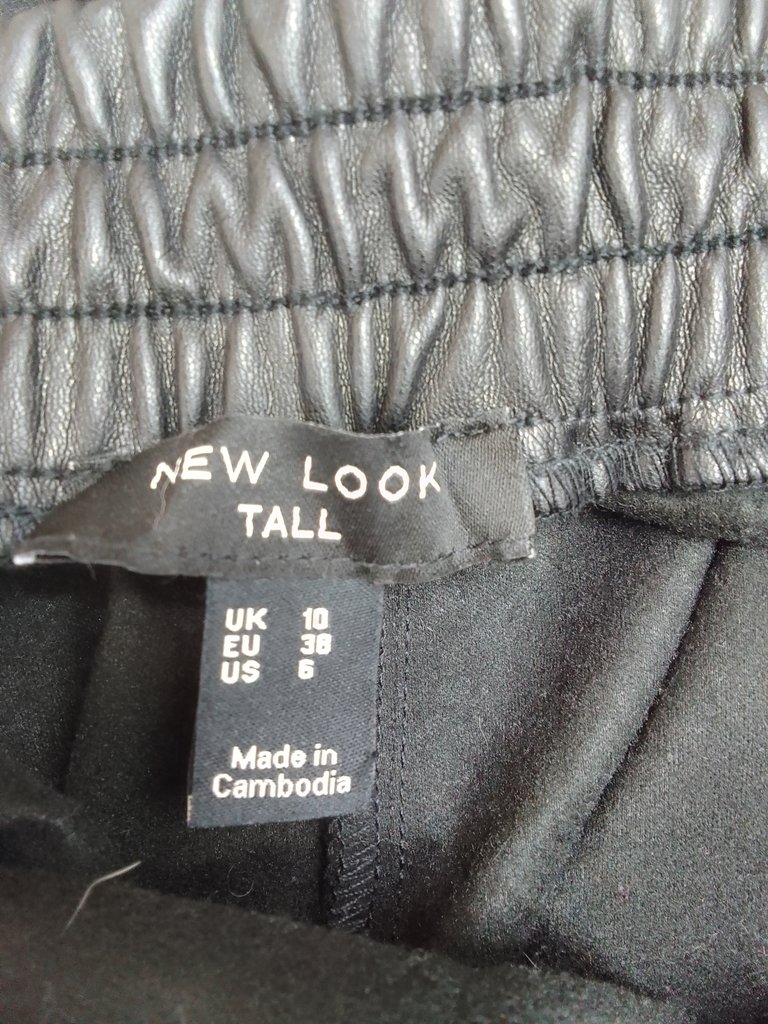 NEW LOOK
TALL
UK 10
EU 38
US 6
Made in
Cambodia